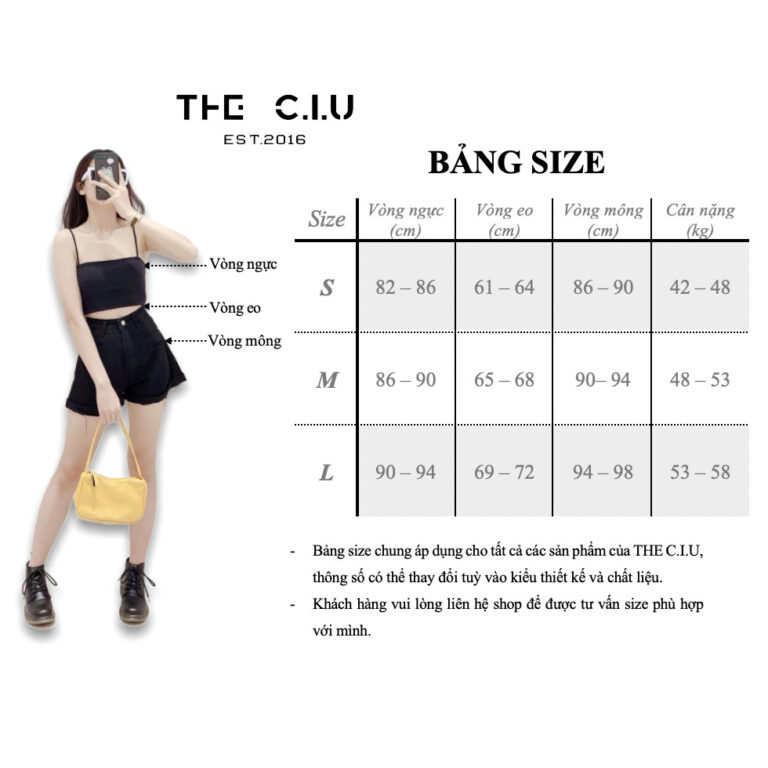 THE C.I.U
EST.2016
BẢNG SIZE
Size Vòng ngực (cm) Vòng eo (cm) Vòng mông (cm) Cân nặng (kg)
S 82 – 86 61 – 64 86 – 90 42 – 48
M 86 – 90 65 – 68 90– 94 48 – 53
L 90 – 94 69 – 72 94 – 98 53 – 58
Vòng ngực
Vòng eo
Vòng mông
- Bảng size chung áp dụng cho tất cả các sản phẩm của THE C.I.U,
thông số có thể thay đổi tuỳ vào kiểu thiết kế và chất liệu.
- Khách hàng vui lòng liên hệ shop để được tư vấn size phù hợp
với mình.